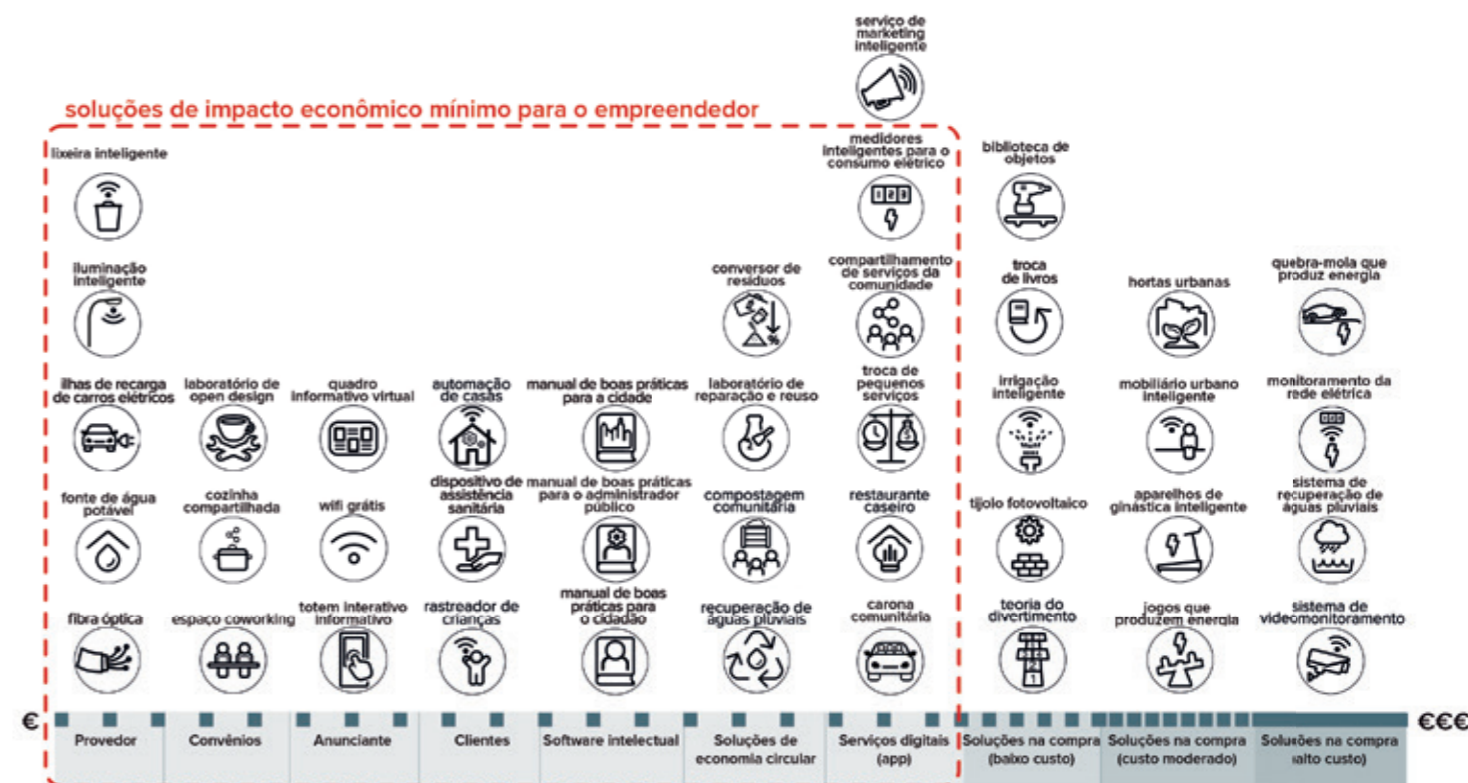 serviço de
marketing
inteligente
soluções de impacto econômico mínimo para o empreendedor
lixeira inteligente
medidores
inteligentes para o
consumo elétrico
biblioteca de
objetos
iluminação
inteligente
conversor de
resíduos
compartilhamento
de serviços da
comunidade
troca
de livros
hortas urbanas
quebra-mola que
produz energia
ilhas de recarga
de carros elétricos
laboratório de
open design
quadro
informativo virtual
automação
de casas
manual de boas práticas
para a cidade
laboratório de
reparação e reuso
troca de
pequenos
serviços
irrigação
inteligente
mobiliário urbano
inteligente
monitoramento da
rede elétrica
fonte de água
potável
cozinha
compartilhada
wifi grátis
dispositivo de
assistência
sanitária
manual de boas práticas
para o administrador
público
compostagem
comunitária
restaurante
caseiro
tijolo fotovoltaico
aparelhos de
ginástica inteligente
sistema de
recuperação de
águas pluviais
fibra óptica
espaço coworking
totem interativo
informativo
rastreador de
crianças
manual de boas
práticas para
o cidadão
recuperação de
águas pluviais
carona
comunitária
teoria do
divertimento
jogos que
produzem energia
sistema de
videomonitoramento
€
€€€
Provedor
Convênios
Anunciante
Clientes
Software intelectual
Soluções de
economia circular
Serviços digitais
(app)
Soluções na compra
(baixo custo)
Soluções na compra
(custo moderado)
Soluções na compra
(alto custo)